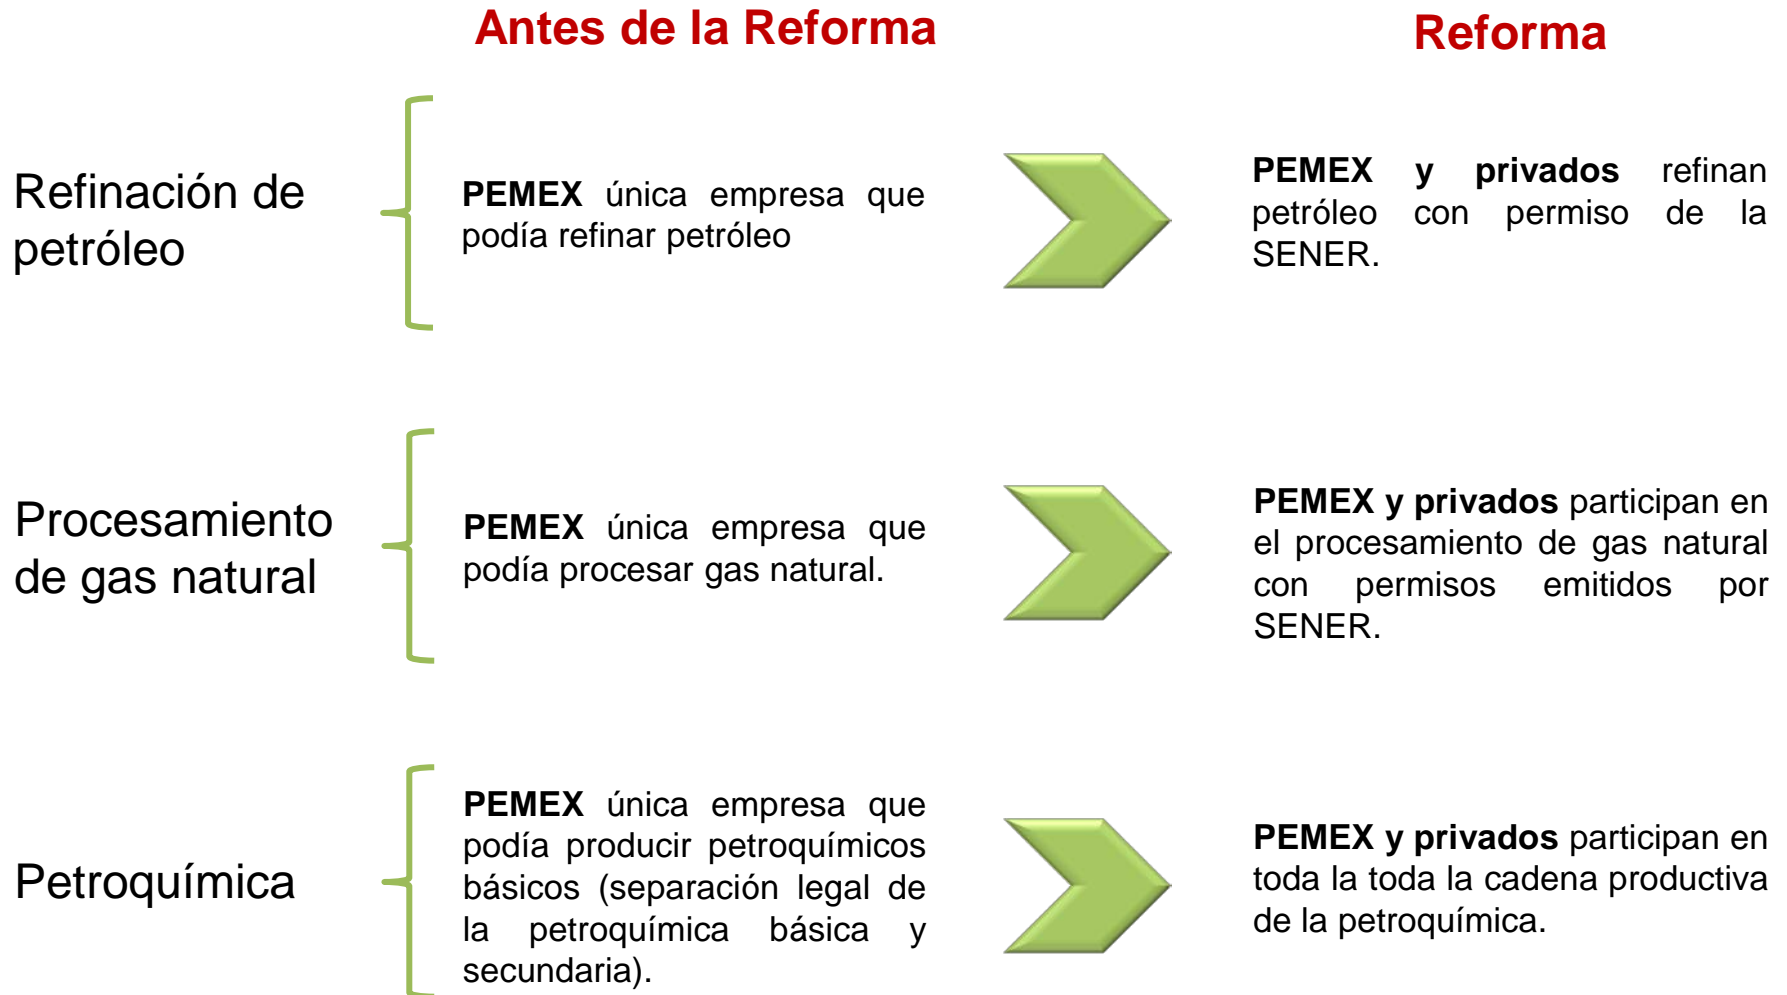 Antes de la Reforma
Reforma
Refinación de
petróleo
PEMEX única empresa que
podía refinar petróleo
PEMEX y privados refinan
petróleo con permiso de la
SENER.
Procesamiento
de gas natural
PEMEX única empresa que
podía procesar gas natural.
PEMEX y privados participan en
el procesamiento de gas natural
con permisos emitidos por
SENER.
Petroquímica
PEMEX única empresa que
podía producir petroquímicos
básicos (separación legal de
la petroquímica básica y
secundaria).
PEMEX y privados participan en
toda la toda la cadena productiva
de la petroquímica.